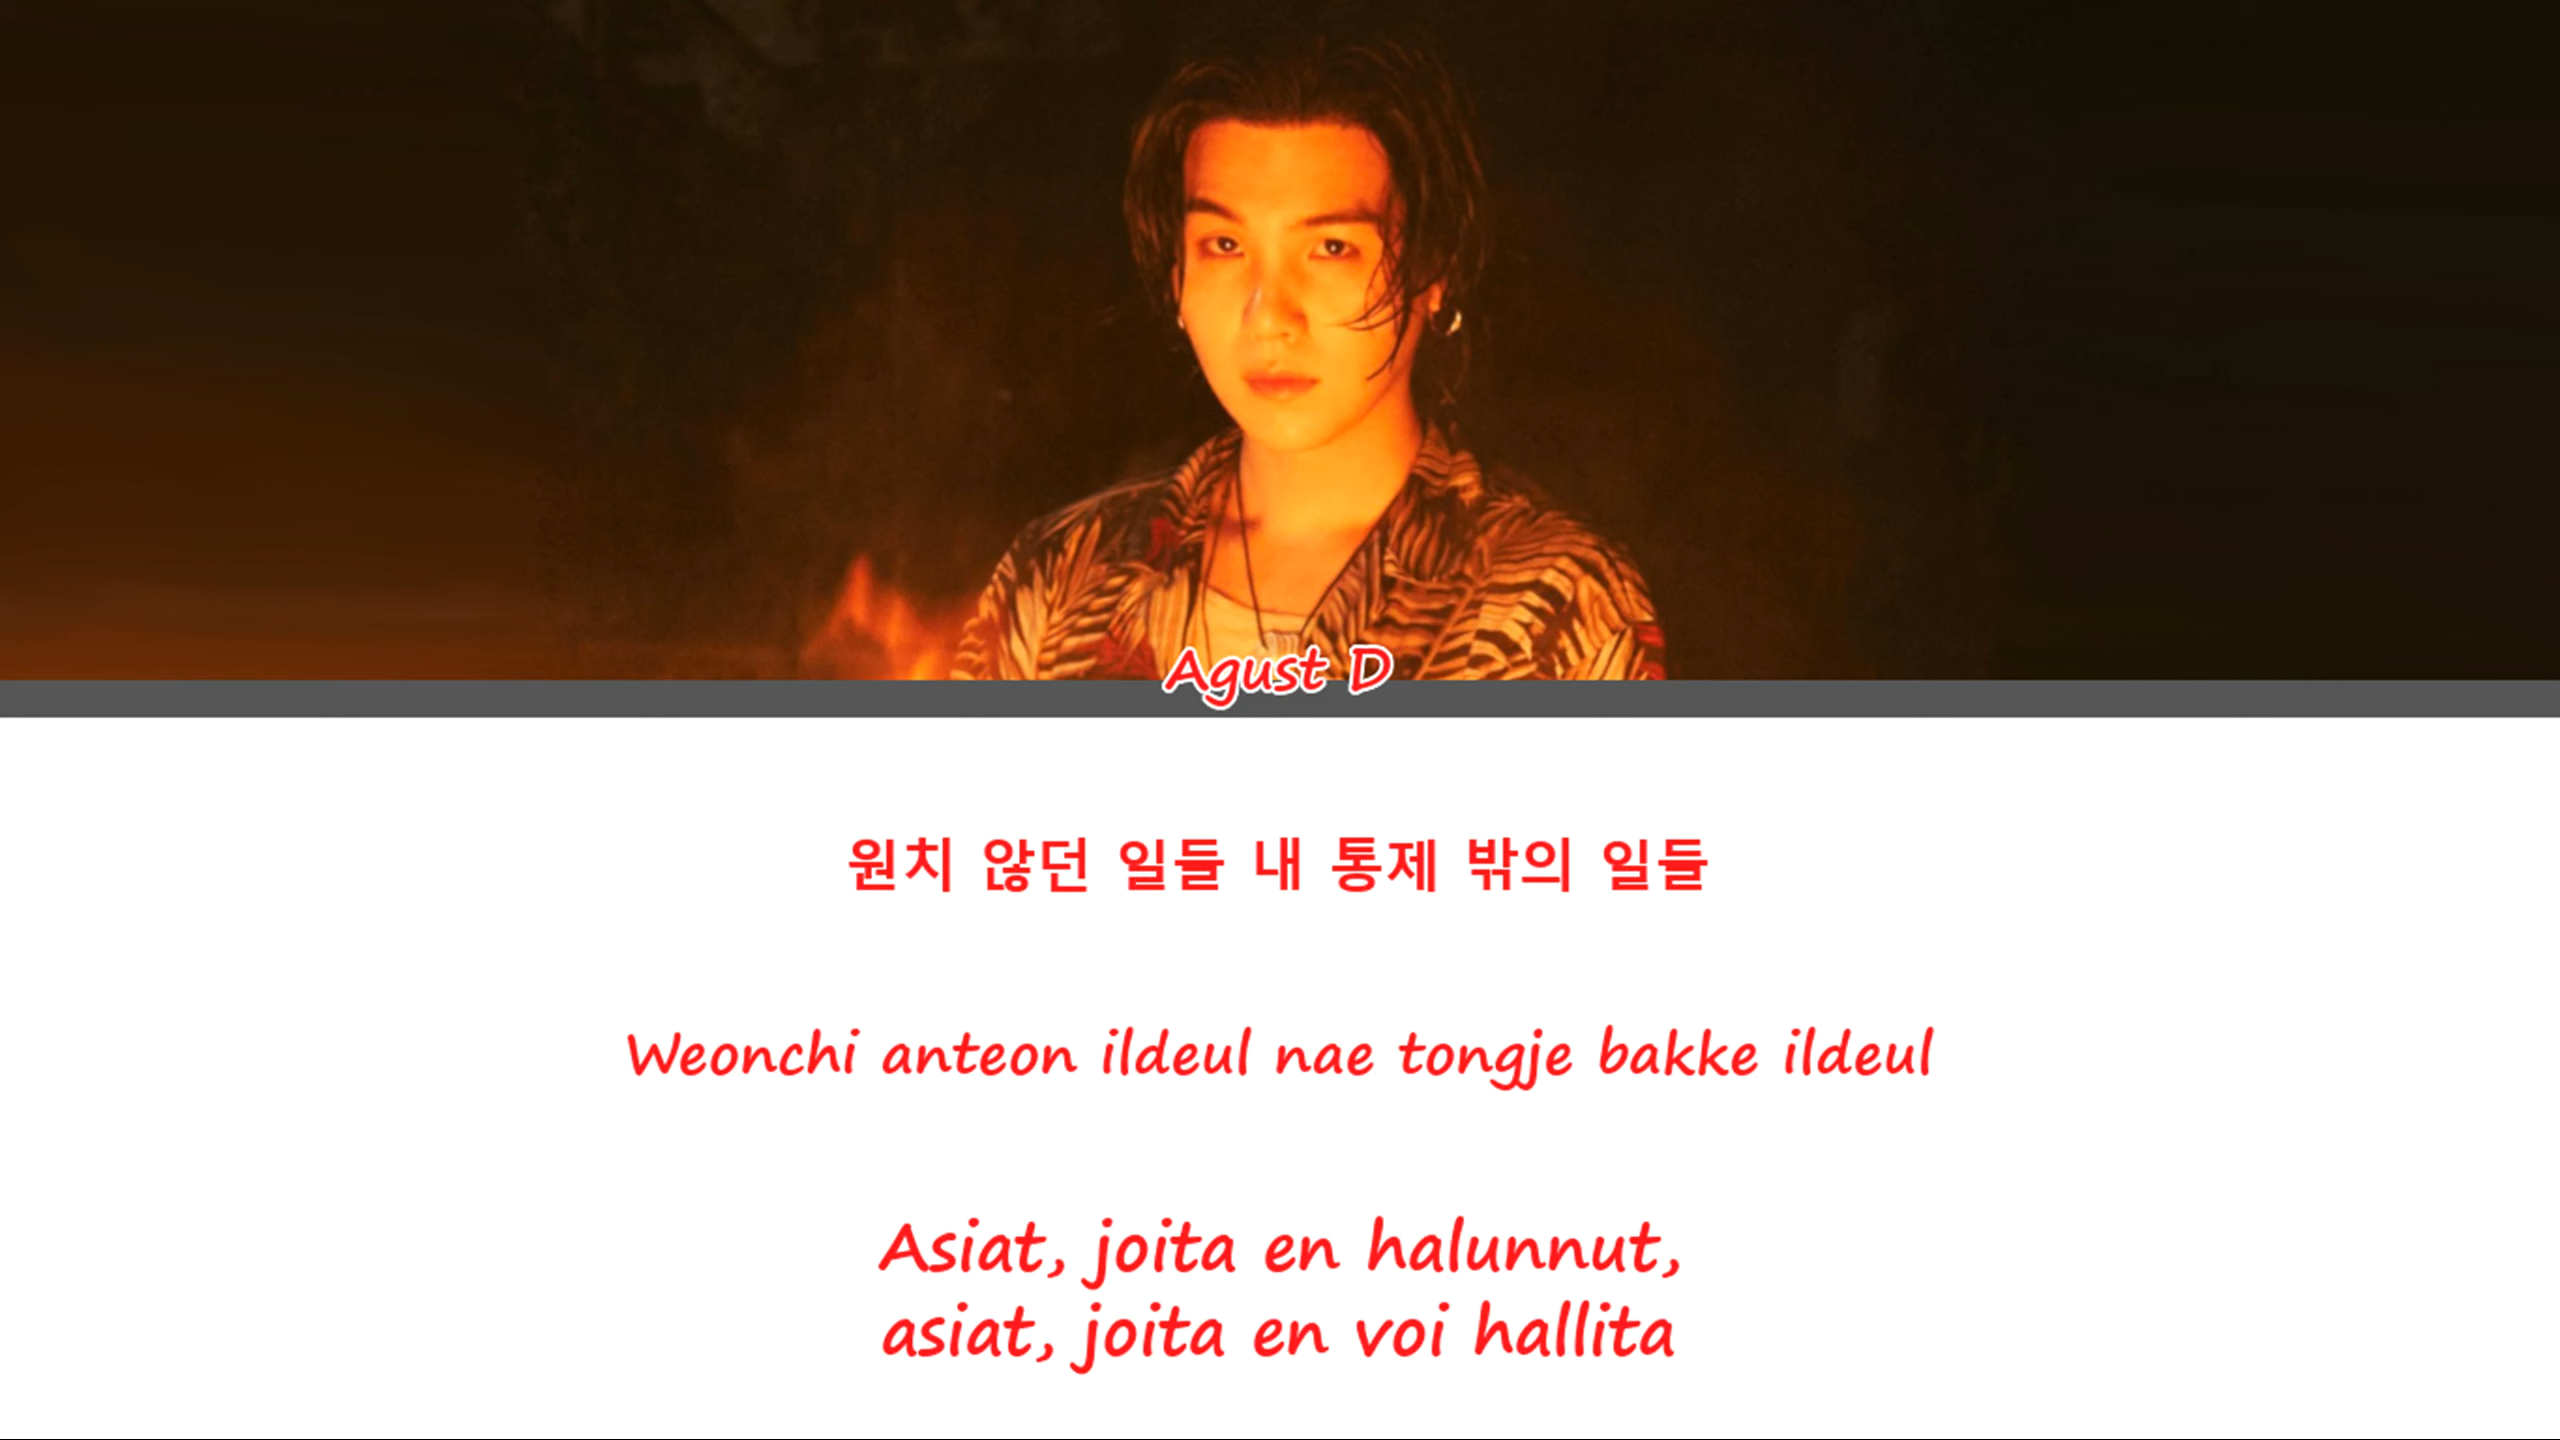 Agust D
원치 않던 일들 내 통제 밖의 일들
Weonchi anteon ildeul nae tongje bakke ildeul
Asiat, joita en halunnut,
asiat, joita en voi hallita